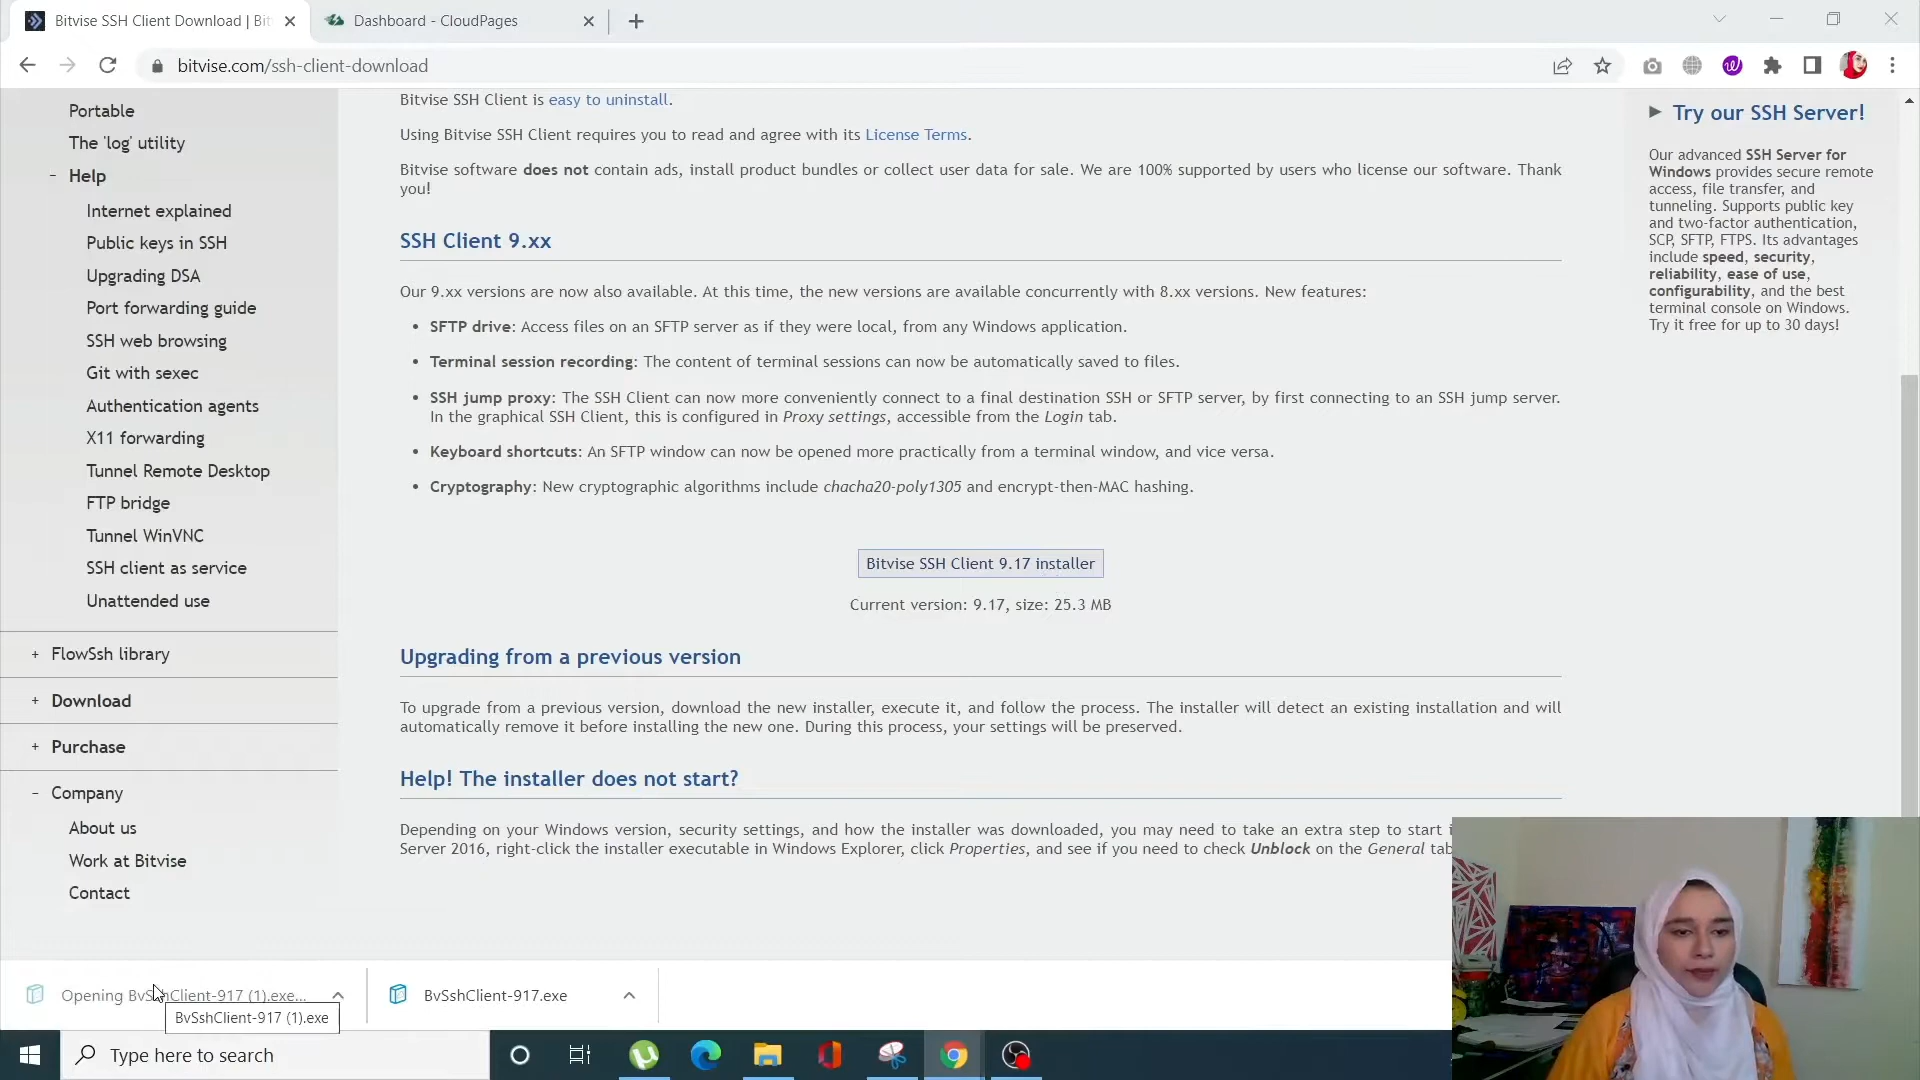 Bitvise SSH Client Download | Bit
Dashboard - CloudPages
bitvise.com/ssh-client-download
Portable
The 'log' utility
- Help
Internet explained
Public keys in SSH
Upgrading DSA
Port forwarding guide
SSH web browsing
Git with sexec
Authentication agents
X11 forwarding
Tunnel Remote Desktop
FTP bridge
Tunnel WinVNC
SSH client as service
Unattended use
+ FlowSsh library
+ Download
+ Purchase
- Company
About us
Work at Bitvise
Contact
Bitvise SSH Client is easy to uninstall.
Using Bitvise SSH Client requires you to read and agree with its License Terms.
Bitvise software does not contain ads, install product bundles or collect user data for sale. We are 100% supported by users who license our software. Thank
you!
SSH Client 9.xx
Our 9.xx versions are now also available. At this time, the new versions are available concurrently with 8.xx versions. New features:
• SFTP drive: Access files on an SFTP server as if they were local, from any Windows application.
• Terminal session recording: The content of terminal sessions can now be automatically saved to files.
• SSH jump proxy: The SSH Client can now more conveniently connect to a final destination SSH or SFTP server, by first connecting to an SSH jump server.
In the graphical SSH Client, this is configured in Proxy settings, accessible from the Login tab.
• Keyboard shortcuts: An SFTP window can now be opened more practically from a terminal window, and vice versa.
• Cryptography: New cryptographic algorithms include chacha20-poly1305 and encrypt-then-MAC hashing.
Bitvise SSH Client 9.17 installer
Current version: 9.17, size: 25.3 MB
Upgrading from a previous version
To upgrade from a previous version, download the new installer, execute it, and follow the process. The installer will detect an existing installation and will
automatically remove it before installing the new one. During this process, your settings will be preserved.
Help! The installer does not start?
Depending on your Windows version, security settings, and how the installer was downloaded, you may need to take an extra step to start i
Server 2016, right-click the installer executable in Windows Explorer, click Properties, and see if you need to check Unblock on the General tab
Try our SSH Server!
Our advanced SSH Server for
Windows provides secure remote
access, file transfer, and
tunneling. Supports public key
and two-factor authentication,
SCP, SFTP, FTPS. Its advantages
include speed, security,
reliability, ease of use,
configurability, and the best
terminal console on Windows.
Try it free for up to 30 days!
Opening BvSshClient-917 (1).exe...
BvSshClient-917.exe
BvSshClient-917 (1).exe
Type here to search